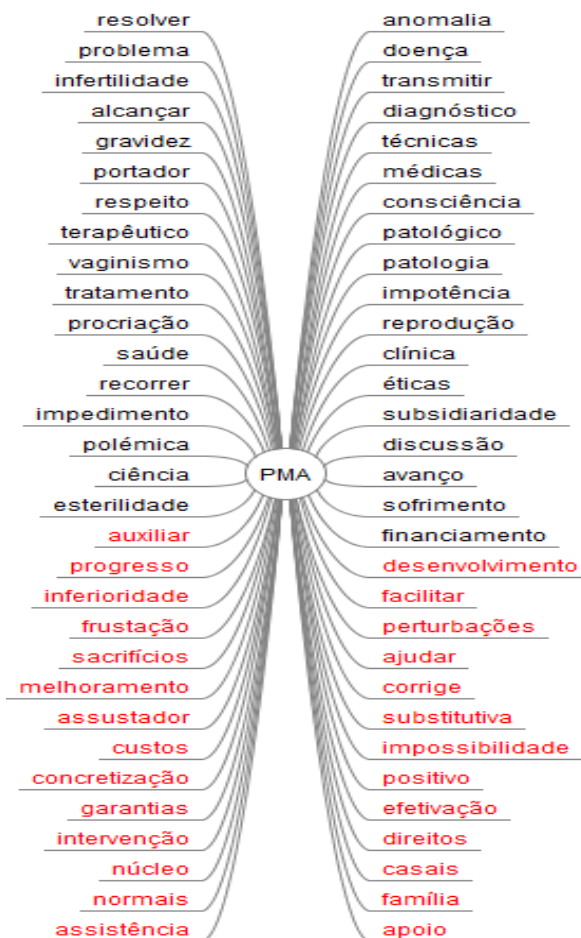 resolver
problema
infertilidade
alcançar
gravidez
portador
respeito
terapêutico
vaginismo
tratamento
procriação
saúde
recorrer
impedimento
polémica
ciência
esterilidade
auxiliar
progresso
inferioridade
frustação
sacrifícios
melhoramento
assustador
custos
concretização
garantias
intervenção
núcleo
normais
assistência
PMA
anomalia
doença
transmitir
diagnóstico
técnicas
médicas
consciência
patológico
patologia
impotência
reprodução
clínica
éticas
subsidiaridade
discussão
avanço
sofrimento
financiamento
desenvolvimento
facilitar
perturbações
ajudar
corrige
substitutiva
impossibilidade
positivo
efetivação
direitos
casais
família
apoio